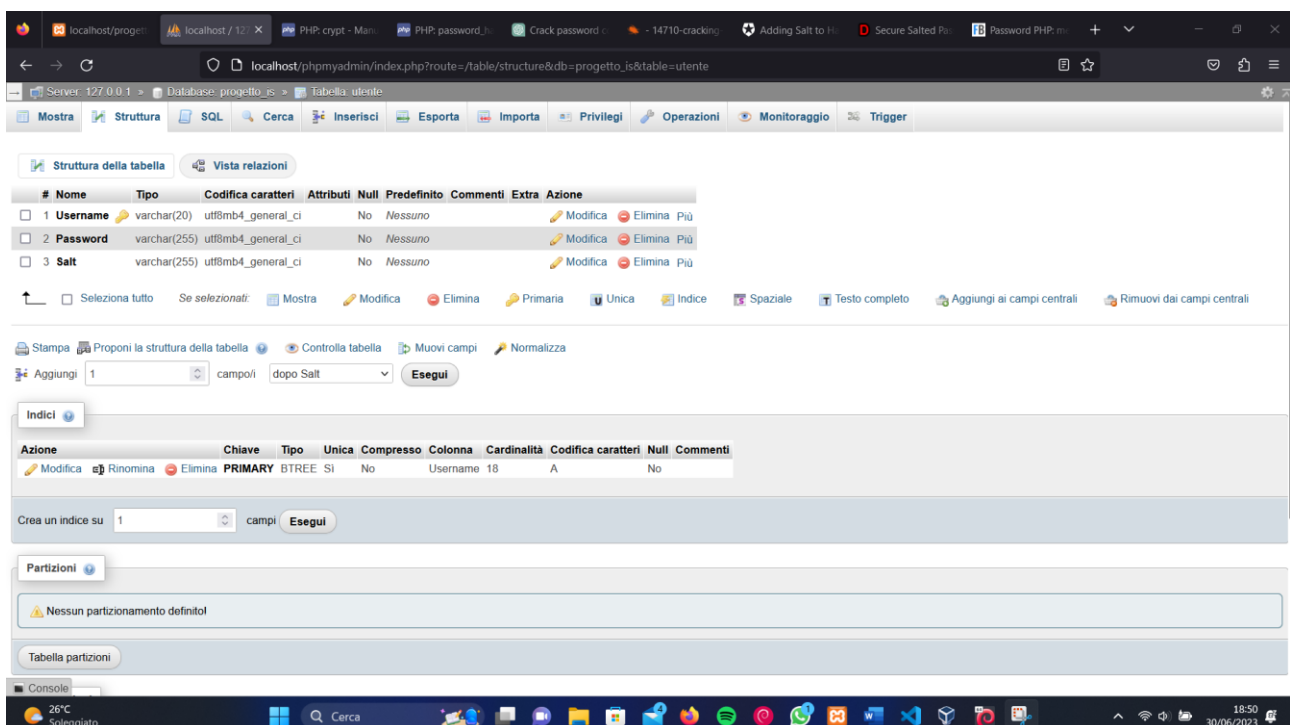 localhost/proget localhost / 127 PHP: crypt - Manu PHP: password_h Crack password o - 14710-cracking Adding Salt to Ha Secure Salted Pas Password PHP: me
localhost/phpmyadmin/index.php?route=/table/structure&db=progetto_is&table=utente
Server: 127.0.0.1 » Database: progetto_is » Tabella: utente
Mostra Struttura SQL Cerca Inserisci Esporta Importa Privilegi Operazioni Monitoraggio Trigger
Struttura della tabella Vista relazioni
# Nome Tipo Codifica caratteri Attributi Null Predefinito Commenti Extra Azione
1 Username varchar(20) utf8mb4_general_ci No Nessuno Modifica Elimina Più
2 Password varchar(255) utf8mb4_general_ci No Nessuno Modifica Elimina Più
3 Salt varchar(255) utf8mb4_general_ci No Nessuno Modifica Elimina Più
Seleziona tutto Se selezionati: Mostra Modifica Elimina Primaria Unica Indice Spaziale Testo completo Aggiungi ai campi centrali Rimuovi dai campi centrali
Stampa Proponi la struttura della tabella Controlla tabella Muovi campi Normalizza
Aggiungi 1 campo/i dopo Salt Esegui
Indici
Azione Chiave Tipo Unica Compresso Colonna Cardinalità Codifica caratteri Null Commenti
Modifica Rinomina Elimina PRIMARY BTREE Sì No Username 18 A No
Crea un indice su 1 campi Esegui
Partizioni
Nessun partizionamento definito!
Tabella partizioni
Console
26°C
Soleggiato
Cerca
18:50
30/06/2023